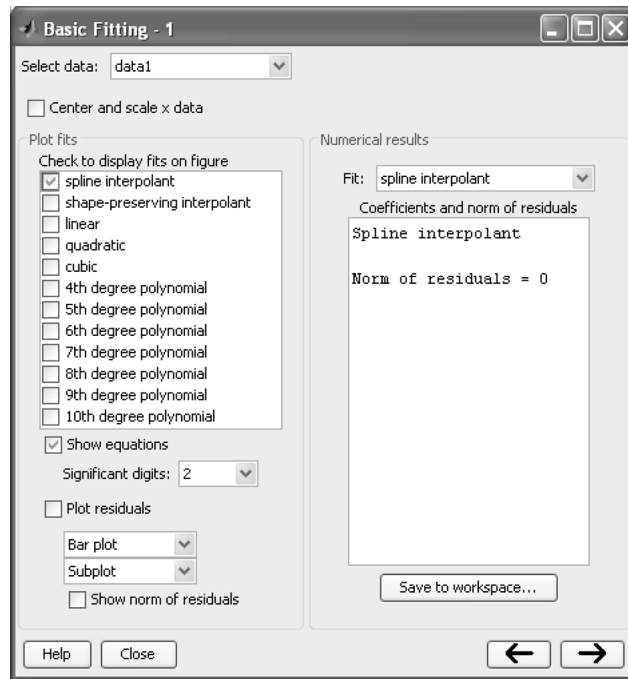 Basic Fitting - 1
Select data: data1
Center and scale x data
Plot fits
Check to display fits on figure
spline interpolant
shape-preserving interpolant
linear
quadratic
cubic
4th degree polynomial
5th degree polynomial
6th degree polynomial
7th degree polynomial
8th degree polynomial
9th degree polynomial
10th degree polynomial
Show equations
Significant digits: 2
Plot residuals
Bar plot
Subplot
Show norm of residuals
Numerical results
Fit: spline interpolant
Coefficients and norm of residuals
Spline interpolant
Norm of residuals = 0
Save to workspace...
Help
Close